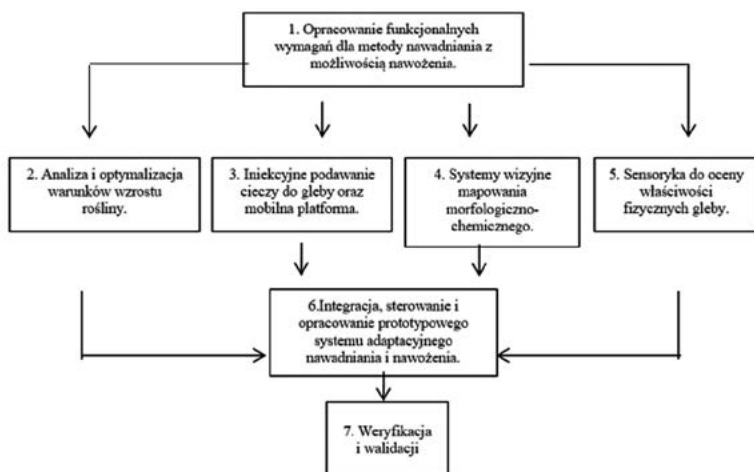 1. Opracowanie funkcjonalnych
wymagań dla metody nawadniania z
możliwością nawożenia.
2. Analiza i optymalizacja
warunków wzrostu
rośliny.
3. Iniekcyjne podawanie
cieczy do gleby oraz
mobilna platforma.
4. Systemy wizyjne
mapowania
morfologiczno-
chemicznego.
5. Sensoryka do oceny
właściwości
fizycznych gleby.
6.Integracja, sterowanie i
opracowanie prototypowego
systemu adaptacyjnego
nawadniania i nawożenia.
7. Weryfikacja
i walidacji